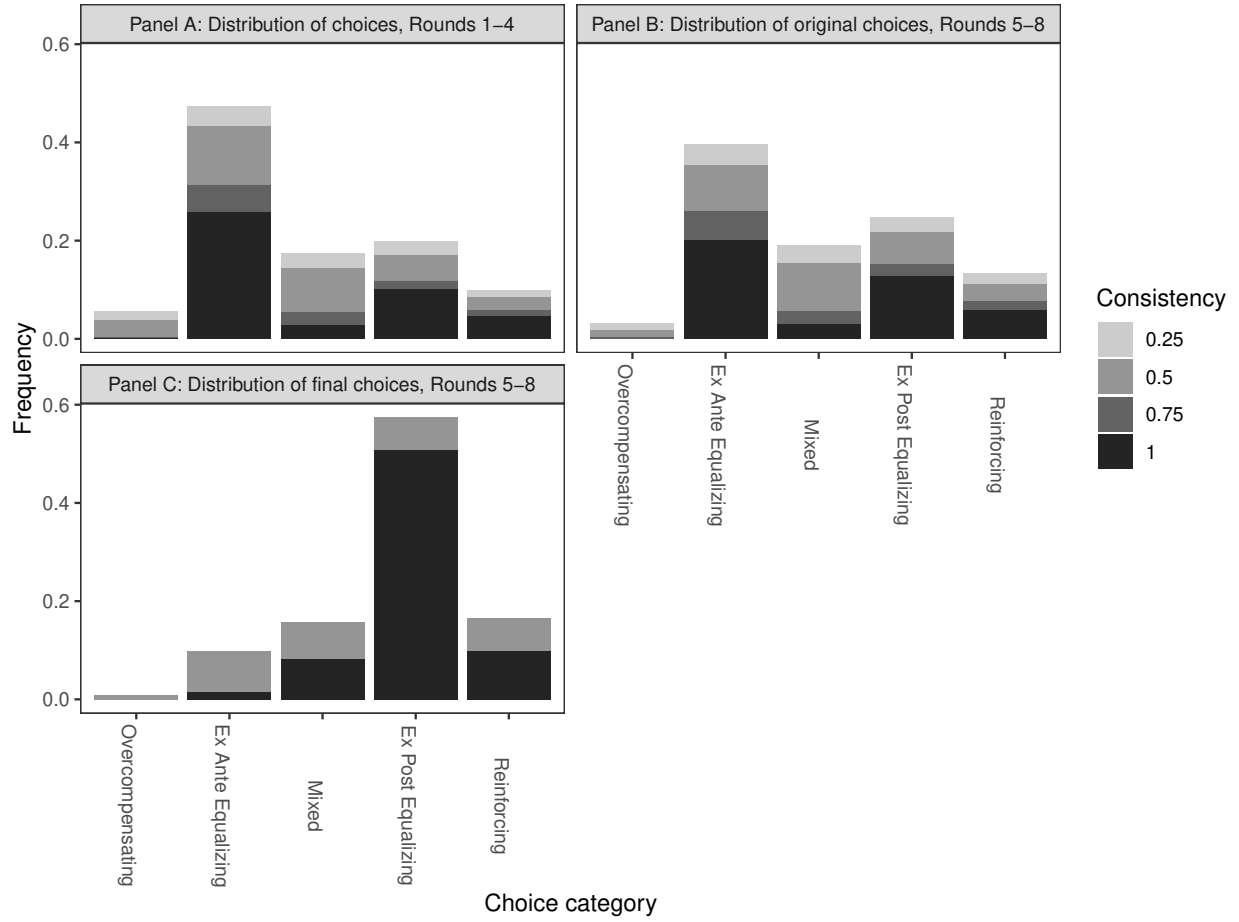 Panel A: Distribution of choices, Rounds 1−4
Panel B: Distribution of original choices, Rounds 5−8
0.6
0.4
0.2
0.0
Overcompensating
Ex Ante Equalizing
Mixed
Ex Post Equalizing
Reinforcing
Panel C: Distribution of final choices, Rounds 5−8
0.6
0.4
0.2
0.0
Overcompensating
Ex Ante Equalizing
Mixed
Ex Post Equalizing
Reinforcing
Frequency
Choice category
Consistency
0.25
0.5
0.75
1